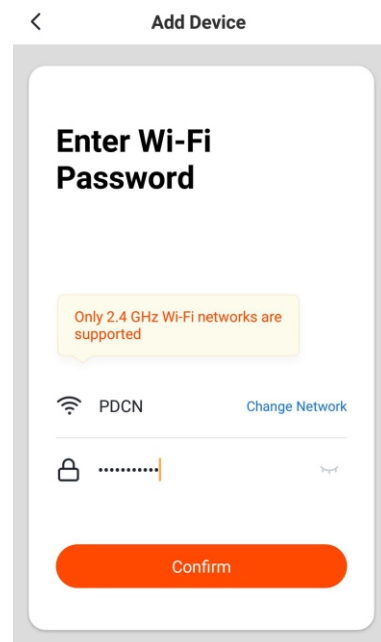 Add Device
Enter Wi-Fi
Password
Only 2.4 GHz Wi-Fi networks are
supported
PDCN
Change Network
•••••••••••
Confirm